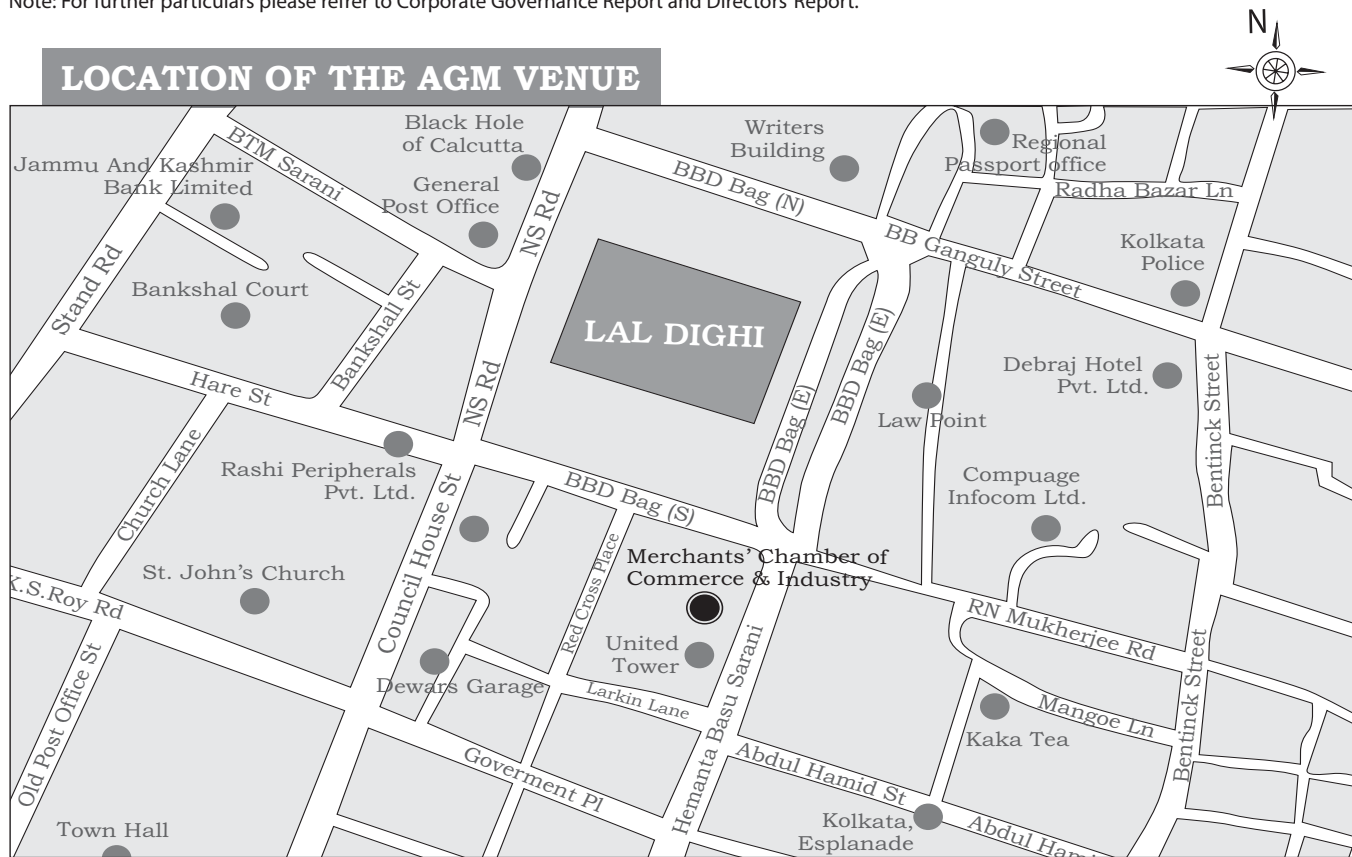 Note: For further particulars please refrer to Corporate Governance Report and Directors' Report.
N
LOCATION OF THE AGM VENUE
BTM Sarani
Black Hole
of Calcutta
Writers
Building
Regional
Passport office
Jammu And Kashmir
Bank Limited
General
Post Office
NS Rd
BBD Bag (N)
Radha Bazar Ln
BB Ganguly Street
Kolkata
Police
Stand Rd
Bankshal Court
Bankshall St
LAL DIGHI
BBD Bag (E)
BBD Bag (E)
Debraj Hotel
Pvt. Ltd.
Hare St
NS Rd
Law Point
Bentinck Street
Church Lane
Rashi Peripherals
Pvt. Ltd.
BBD Bag (S)
Compuage
Infocom Ltd.
Council House St
Red Cross Place
Merchants' Chamber of
Commerce & Industry
K.S.Roy Rd
St. John's Church
RN Mukherjee Rd
United
Tower
Hemanta Basu Sarani
Bentinck Street
Old Post Office St
Dewars Garage
Larkin Lane
Mangoe Ln
Kaka Tea
Goverment Pl
Abdul Hamid St
Town Hall
Kolkata,
Esplanade
Abdul Hami